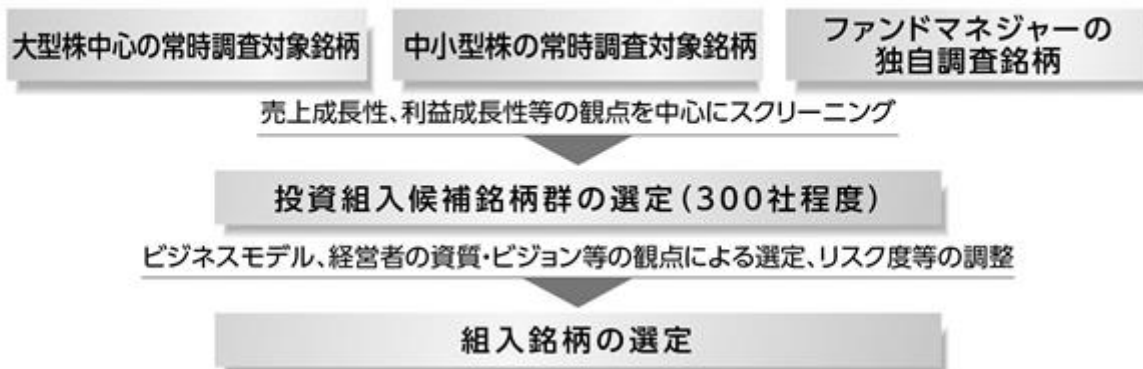 大型株中心の常時調査対象銘柄
中小型株の常時調査対象銘柄
ファンドマネジャーの
独自調査銘柄
売上成長性、利益成長性等の観点を中心にスクリーニング
投資組入候補銘柄群の選定(300社程度)
ビジネスモデル、経営者の資質・ビジョン等の観点による選定、リスク度等の調整
組入銘柄の選定